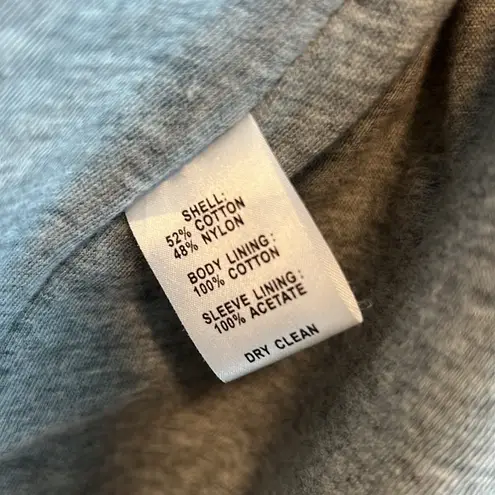 SHELL:
52% COTTON
48% NYLON
BODY LINING:
100% COTTON
SLEEVE LINING:
100% ACETATE
DRY CLEAN